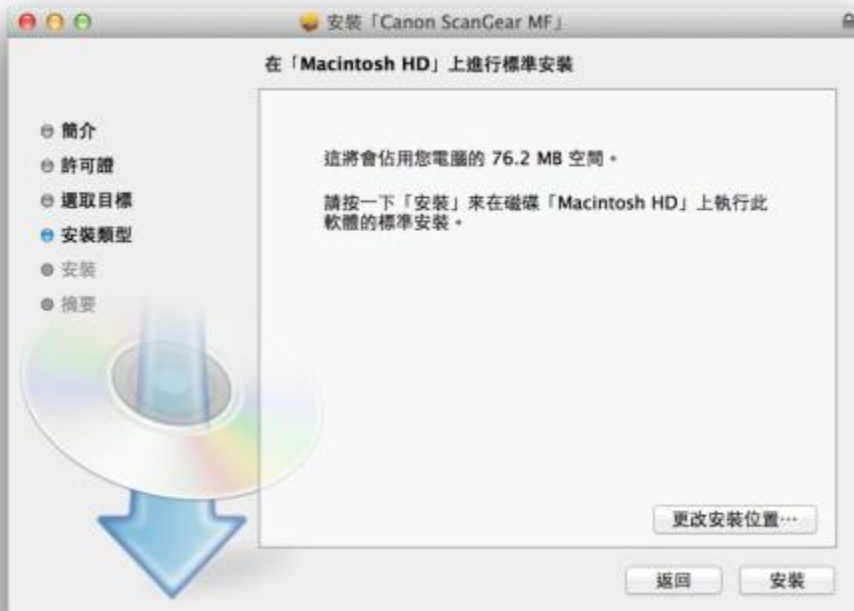 安裝「Canon ScanGear MF」
在「Macintosh HD」上進行標準安裝
簡介
許可證
選取目標
安裝類型
安裝
摘要
這將會佔用您電腦的 76.2 MB 空間。
請按一下「安裝」來在磁碟「Macintosh HD」上執行此
軟體的標準安裝。
更改安裝位置⋯
返回
安裝